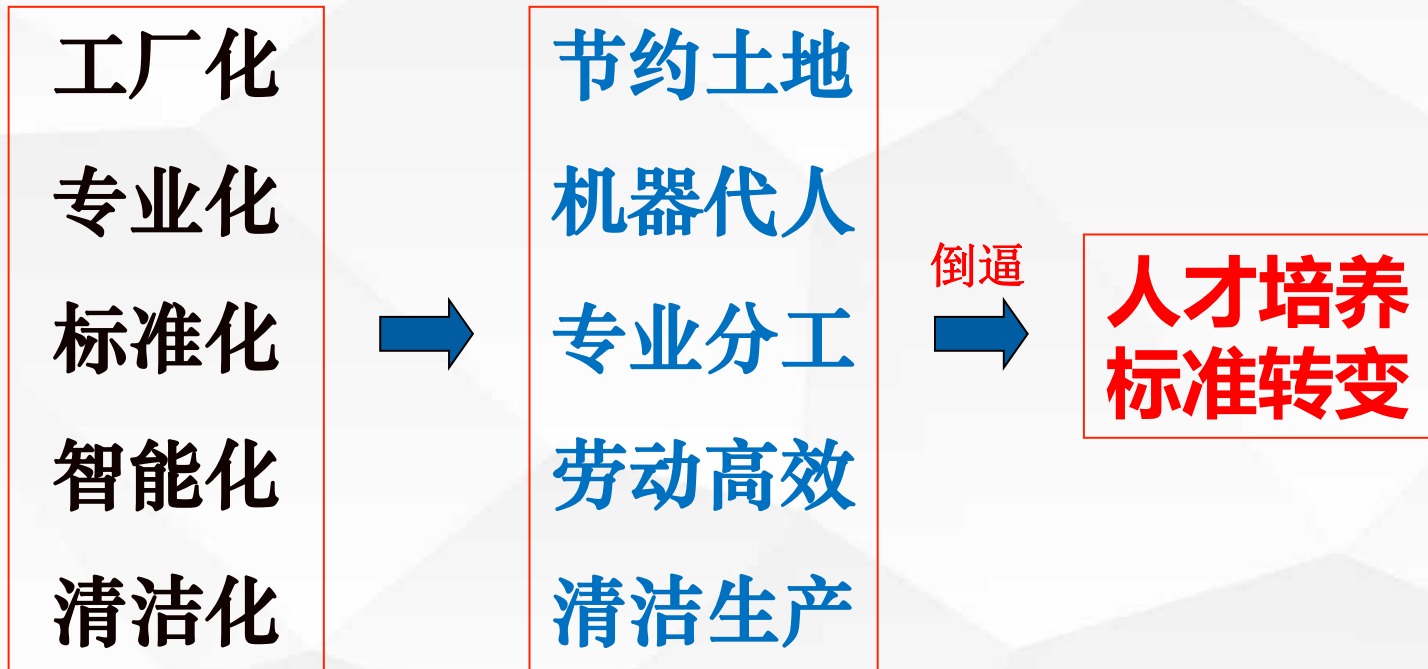 工厂化
专业化
标准化
智能化
清洁化
节约土地
机器代人
专业分工
劳动高效
清洁生产
倒逼
人才培养
标准转变